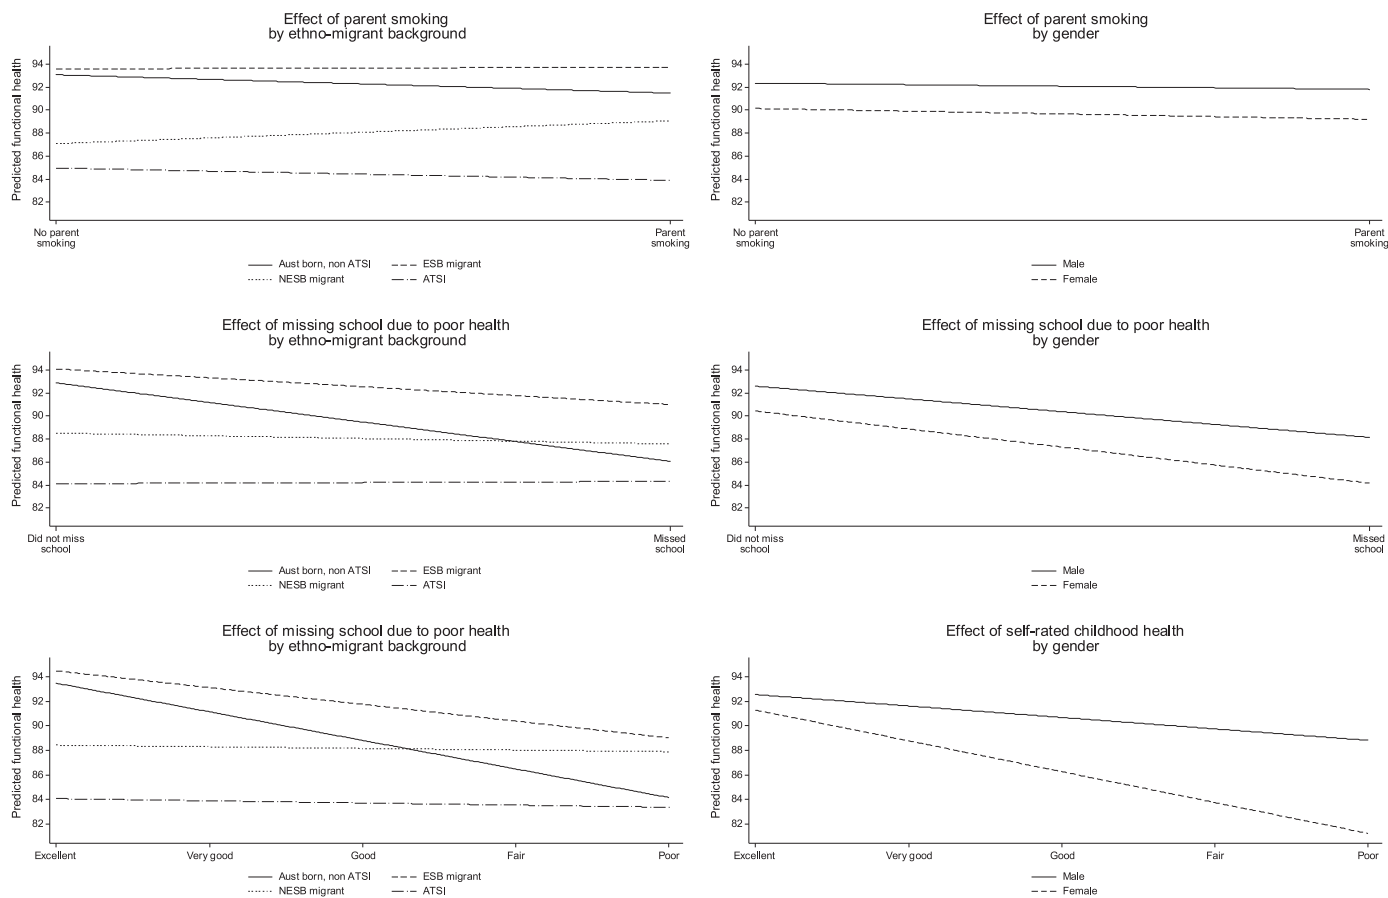 Effect of parent smoking
by ethno-migrant background
Predicted functional health
94
92
90
88
86
84
82
No parent
smoking
Parent
smoking
Aust born, non ATSI
ESB migrant
NESB migrant
ATSI
Effect of parent smoking
by gender
Predicted functional health
94
92
90
88
86
84
82
No parent
smoking
Parent
smoking
Male
Female
Effect of missing school due to poor health
by ethno-migrant background
Predicted functional health
94
92
90
88
86
84
82
Did not miss
school
Missed
school
Aust born, non ATSI
ESB migrant
NESB migrant
ATSI
Effect of missing school due to poor health
by gender
Predicted functional health
94
92
90
88
86
84
82
Did not miss
school
Missed
school
Male
Female
Effect of missing school due to poor health
by ethno-migrant background
Predicted functional health
94
92
90
88
86
84
82
Excellent
Very good
Good
Fair
Poor
Aust born, non ATSI
ESB migrant
NESB migrant
ATSI
Effect of self-rated childhood health
by gender
Predicted functional health
94
92
90
88
86
84
82
Excellent
Very good
Good
Fair
Poor
Male
Female